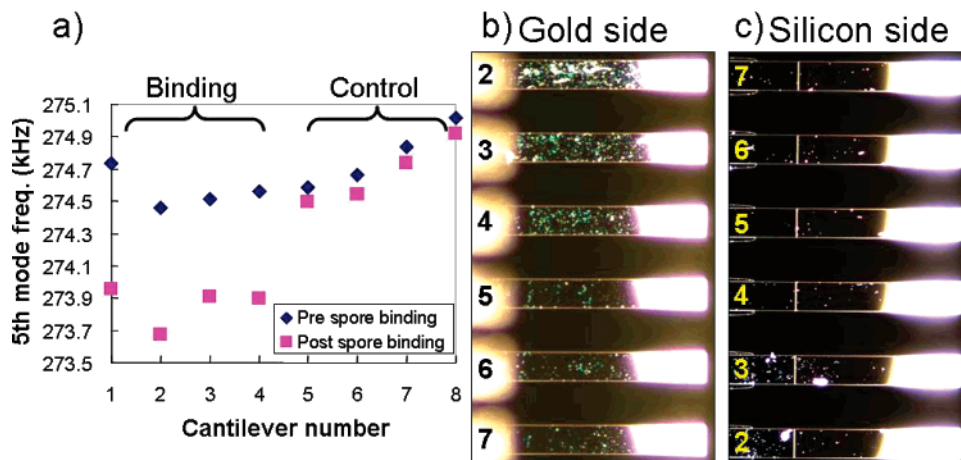 a)
b) Gold side
c) Silicon side
Binding
Control
5th mode freq. (kHz)
275.1
274.9
274.7
274.5
274.3
274.1
273.9
273.7
273.5
Pre spore binding
Post spore binding
1 2 3 4 5 6 7 8
Cantilever number
2
3
4
5
6
7
7
6
5
4
3
2